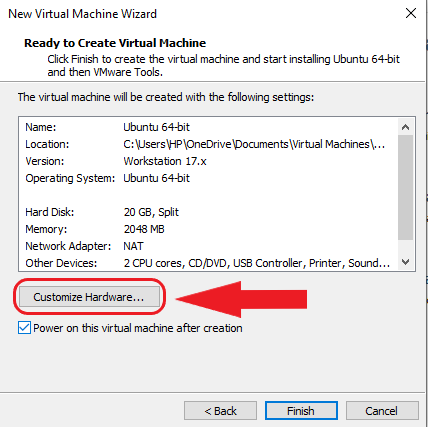 New Virtual Machine Wizard
Ready to Create Virtual Machine
Click Finish to create the virtual machine and start installing Ubuntu 64-bit
and then VMware Tools.
The virtual machine will be created with the following settings:
Name: Ubuntu 64-bit
Location: C:\Users\HP\OneDrive\Documents\Virtual Machines\...
Version: Workstation 17.x
Operating System: Ubuntu 64-bit
Hard Disk: 20 GB, Split
Memory: 2048 MB
Network Adapter: NAT
Other Devices: 2 CPU cores, CD/DVD, USB Controller, Printer, Sound...
Customize Hardware...
Power on this virtual machine after creation
< Back Finish Cancel